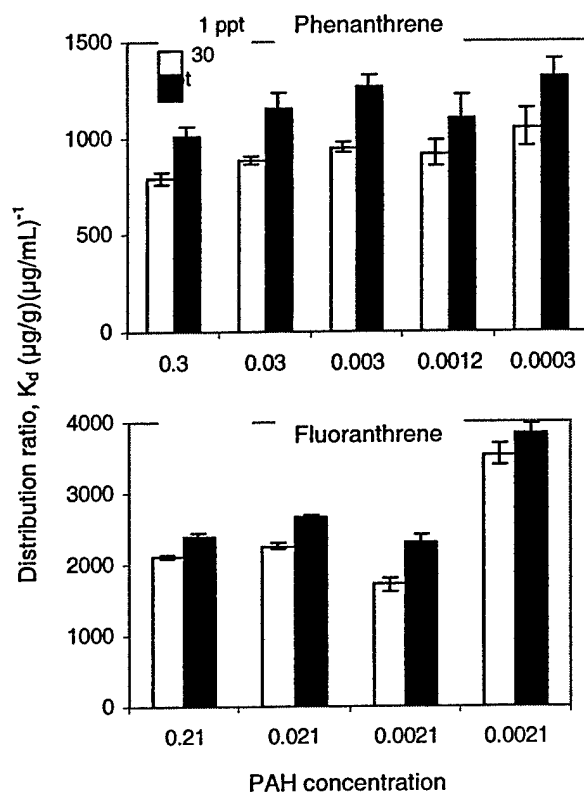 1 ppt Phenanthrene
30
t
1500
1000
500
0
0.3 0.03 0.003 0.0012 0.0003
Distribution ratio, Kd (µg/g)(µg/mL)⁻¹
Fluoranthrene
4000
3000
2000
1000
0
0.21 0.021 0.0021 0.0021
PAH concentration